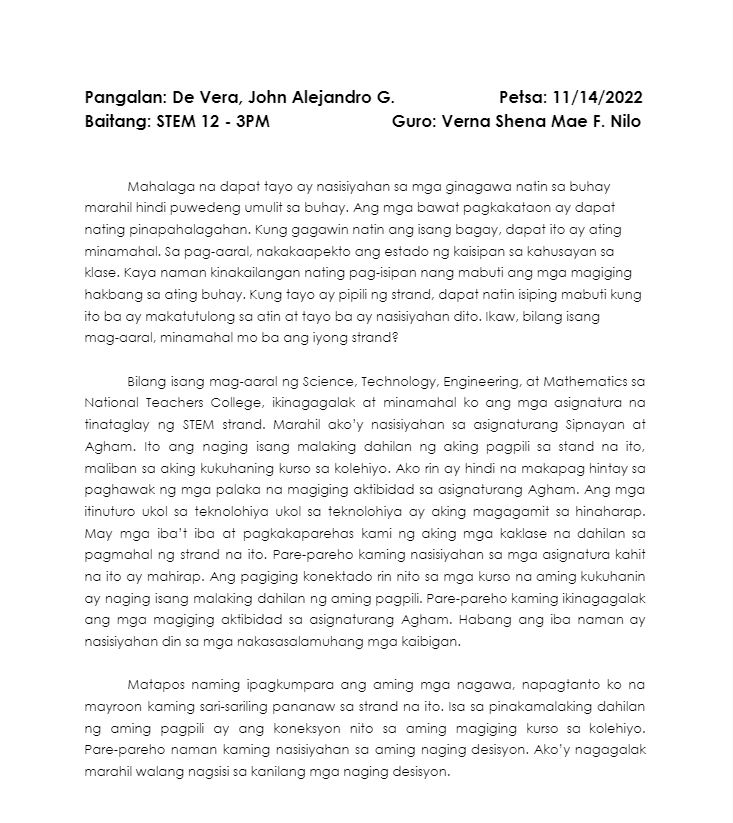 Pangalan: De Vera, John Alejandro G. Petsa: 11/14/2022
Baitang: STEM 12 - 3PM Guro: Verna Shena Mae F. Nilo
Mahalaga na dapat tayo ay nasisiyahan sa mga ginagawa natin sa buhay
marahil hindi puwedeng umulit sa buhay. Ang mga bawat pagkakataon ay dapat
nating pinapahalagahan. Kung gagawin natin ang isang bagay, dapat ito ay ating
minamahal. Sa pag-aaral, nakakaapekto ang estado ng kaisipan sa kahusayan sa
klase. Kaya naman kinakailangan nating pag-isipan nang mabuti ang mga magiging
hakbang sa ating buhay. Kung tayo ay pipili ng strand, dapat natin isiping mabuti kung
ito ba ay makatutulong sa atin at tayo ba ay nasisiyahan dito. Ikaw, bilang isang
mag-aaral, minamahal mo ba ang iyong strand?
Bilang isang mag-aaral ng Science, Technology, Engineering, at Mathematics sa
National Teachers College, ikinagagalak at minamahal ko ang mga asignatura na
tinataglay ng STEM strand. Marahil ako'y nasisiyahan sa asignaturang Sipnayan at
Agham. Ito ang naging isang malaking dahilan ng aking pagpili sa stand na ito,
maliban sa aking kukuhaning kurso sa kolehiyo. Ako rin ay hindi na makapag hintay sa
paghawak ng mga palaka na magiging aktibidad sa asignaturang Agham. Ang mga
itinuturo ukol sa teknolohiya ukol sa teknolohiya ay aking magagamit sa hinaharap.
May mga iba't iba at pagkakaparehas kami ng aking mga kaklase na dahilan sa
pagmahal ng strand na ito. Pare-pareho kaming nasisiyahan sa mga asignatura kahit
na ito ay mahirap. Ang pagiging konektado rin nito sa mga kurso na aming kukuhanin
ay naging isang malaking dahilan ng aming pagpili. Pare-pareho kaming ikinagagalak
ang mga magiging aktibidad sa asignaturang Agham. Habang ang iba naman ay
nasisiyahan din sa mga nakasasalamuhang mga kaibigan.
Matapos naming ipagkumpara ang aming mga nagawa, napagtanto ko na
mayroon kaming sari-sariling pananaw sa strand na ito. Isa sa pinakamalaking dahilan
ng aming pagpili ay ang koneksyon nito sa aming magiging kurso sa kolehiyo.
Pare-pareho naman kaming nasisiyahan sa aming naging desisyon. Ako'y nagagalak
marahil walang nagsisi sa kanilang mga naging desisyon.